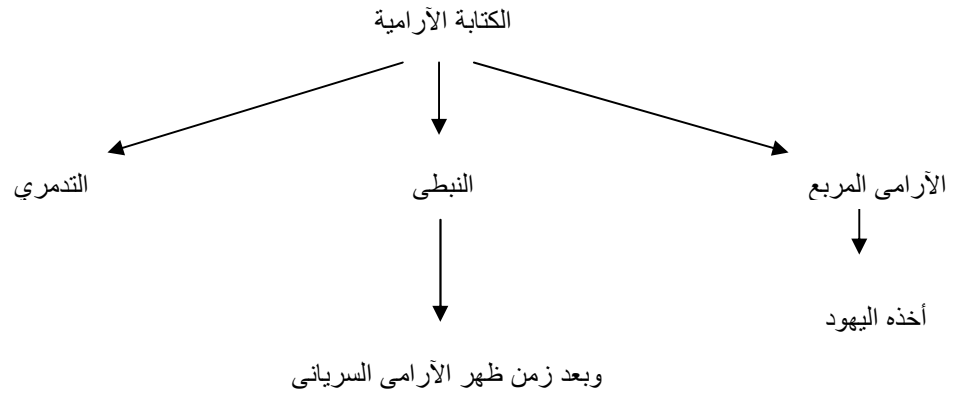 الكتابة الآرامية
الآرامى المربع
النبطى
التدمري
أخذه اليهود
وبعد زمن ظهر الآرامى السريانى